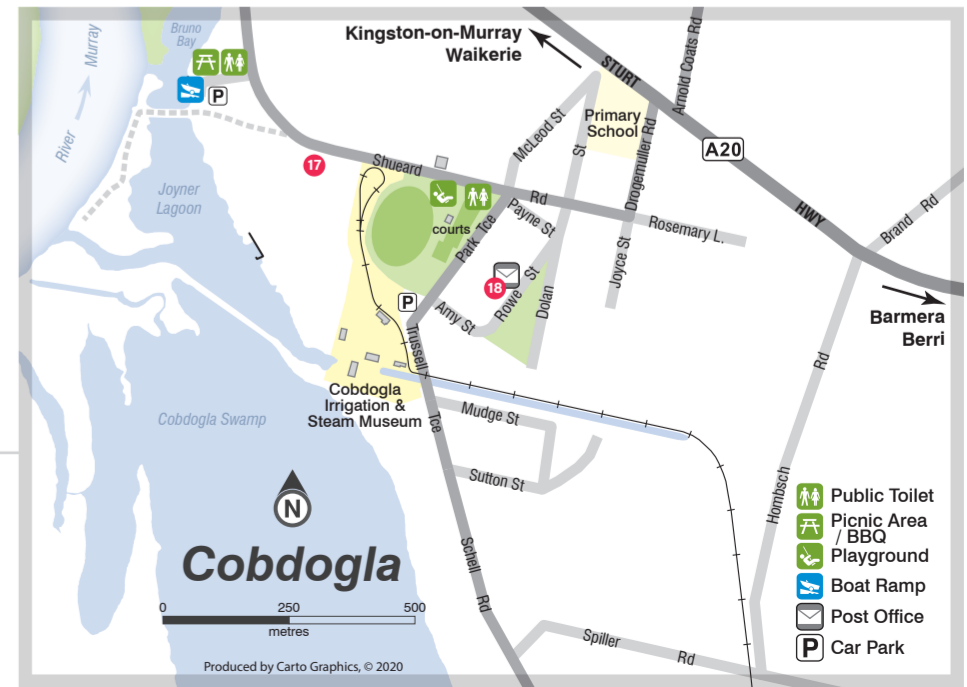 Bruno
Bay
River
Murray
P
Joyner
Lagoon
17
Kingston-on-Murray
Waikerie
STURT
HWY
A20
Arnold Coats Rd
Primary
School
McLeod St
St
Drogemuller Rd
Shueard
Rd
Rosemary L.
Brand Rd
courts
Park Tce
Payne St
18
Rowe St
Dolan
Joyce St
Amy St
P
Trussell
Tce
Barmera
Berri
Rd
Hombsch
Cobdogla
Irrigation &
Steam Museum
Cobdogla Swamp
Mudge St
Sutton St
Schell Rd
Spiller Rd
N
Cobdogla
0 250 500
metres
Produced by Carto Graphics, © 2020
Public Toilet
Picnic Area
/ BBQ
Playground
Boat Ramp
Post Office
P Car Park